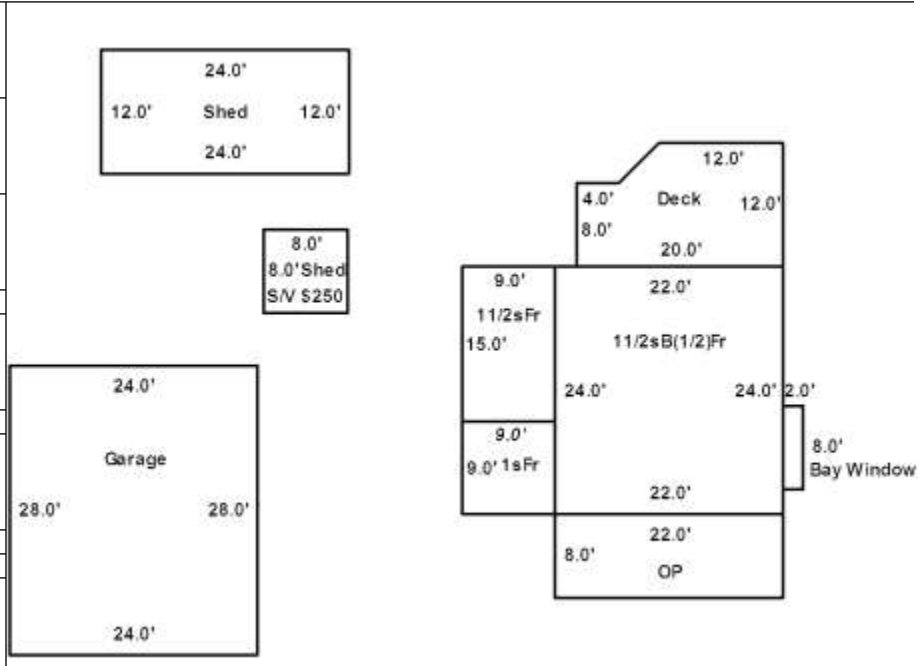 24.0'
12.0' Shed 12.0'
24.0'
8.0'
8.0' Shed
S/V $250
24.0'
Garage
28.0' 28.0'
24.0'
12.0'
4.0' Deck 12.0'
8.0'
20.0'
9.0'
11/2sFr
15.0'
22.0'
11/2sB(1/2)Fr
24.0' 24.0'
2.0'
8.0'
Bay Window
9.0'
9.0' 1sFr
22.0'
22.0'
8.0'
OP